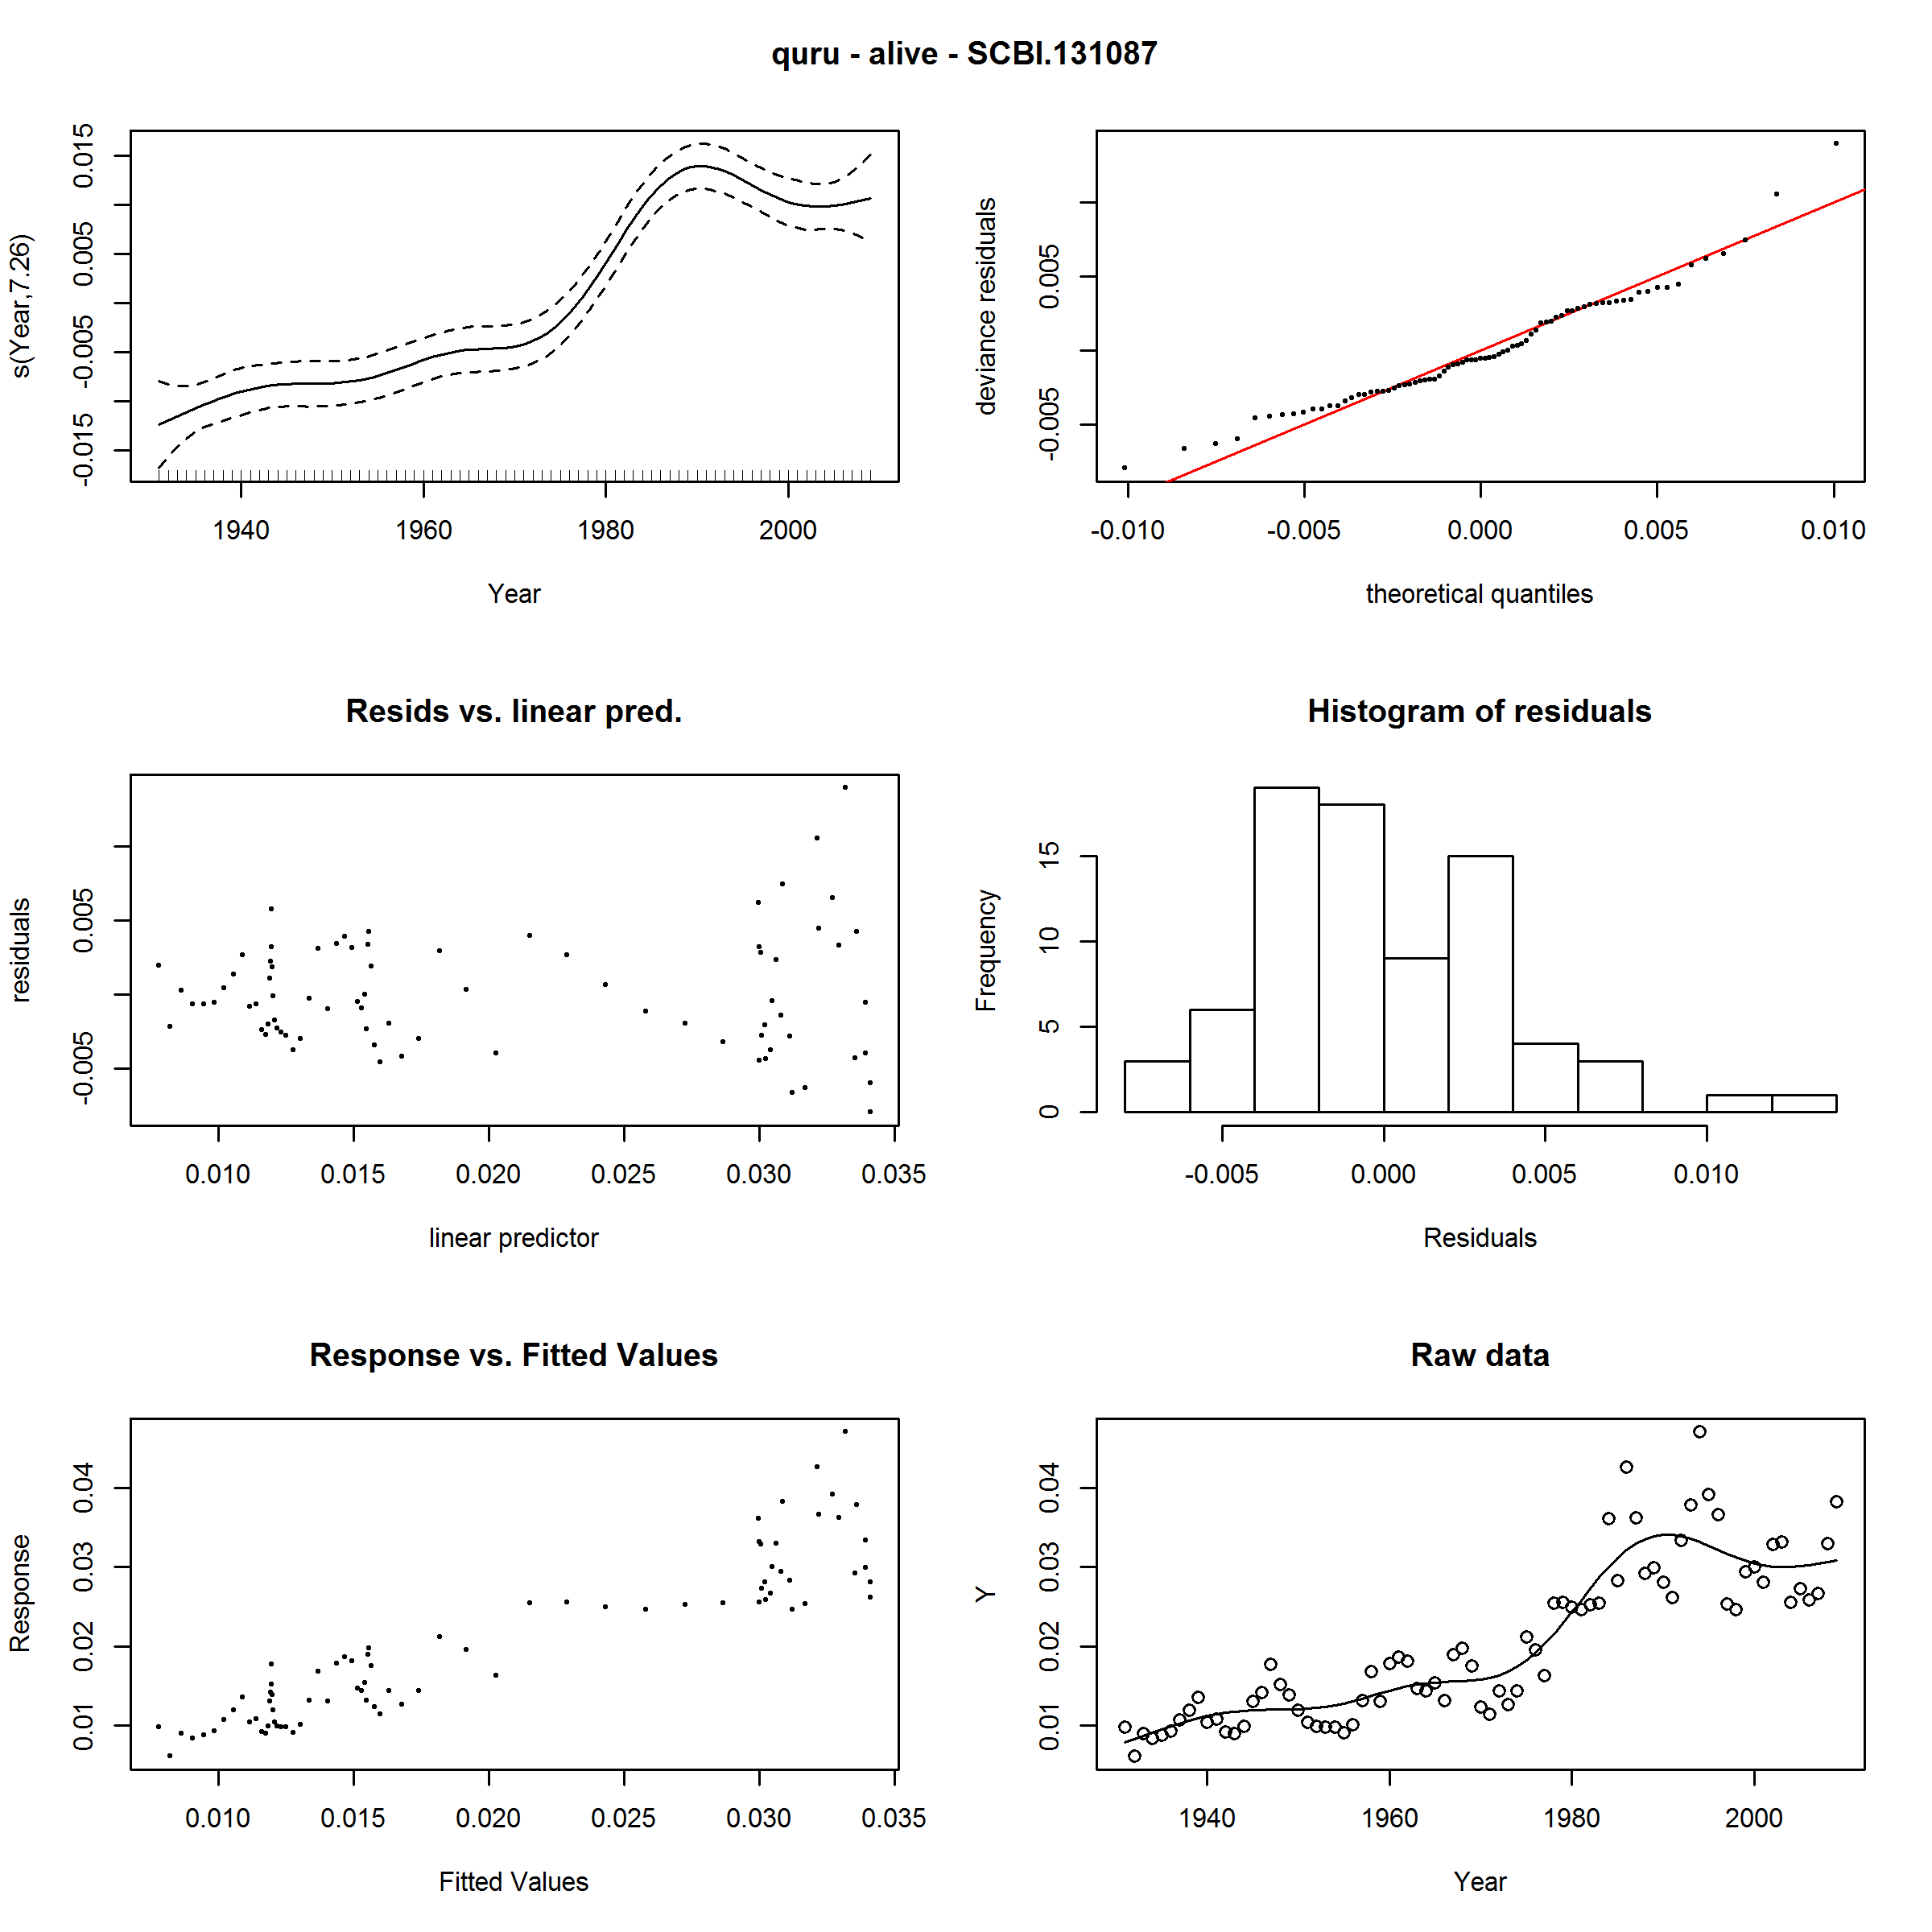 quru - alive - SCBI.131087
s(Year,7.26)
0.015
0.005
-0.005
-0.015
1940 1960 1980 2000
Year
deviance residuals
0.005
-0.005
-0.010 -0.005 0.000 0.005 0.010
theoretical quantiles
Resids vs. linear pred.
residuals
0.005
-0.005
0.010 0.015 0.020 0.025 0.030 0.035
linear predictor
Histogram of residuals
Frequency
15
10
5
0
-0.005 0.000 0.005 0.010
Residuals
Response vs. Fitted Values
Response
0.04
0.03
0.02
0.01
0.010 0.015 0.020 0.025 0.030 0.035
Fitted Values
Raw data
Y
0.04
0.03
0.02
0.01
1940 1960 1980 2000
Year